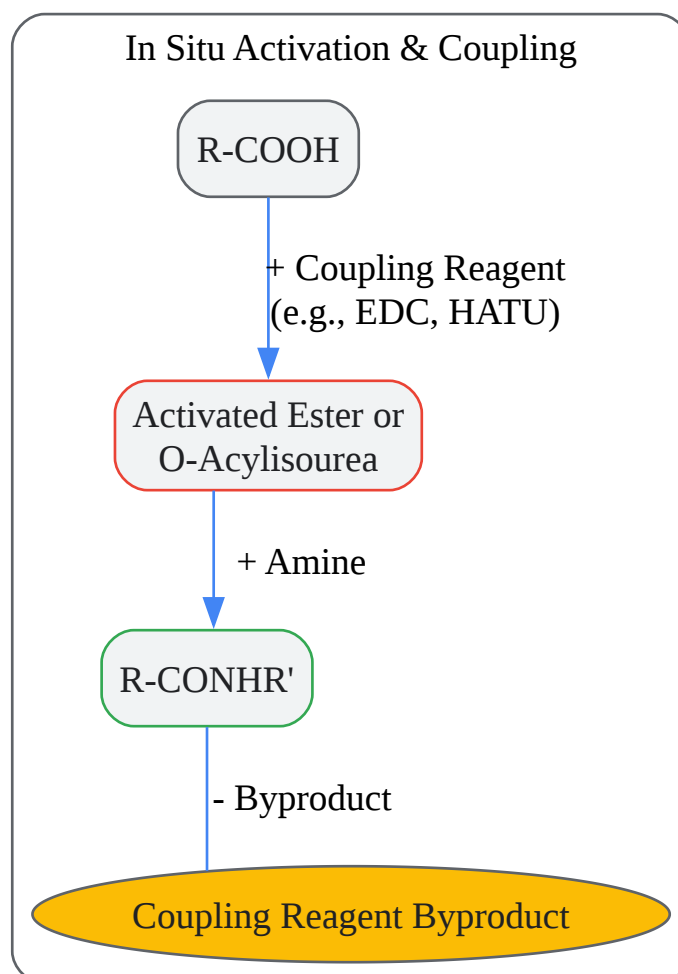 In Situ Activation & Coupling
R-COOH
+ Coupling Reagent
(e.g., EDC, HATU)
Activated Ester or
O-Acylisourea
+ Amine
R-CONHR'
- Byproduct
Coupling Reagent Byproduct